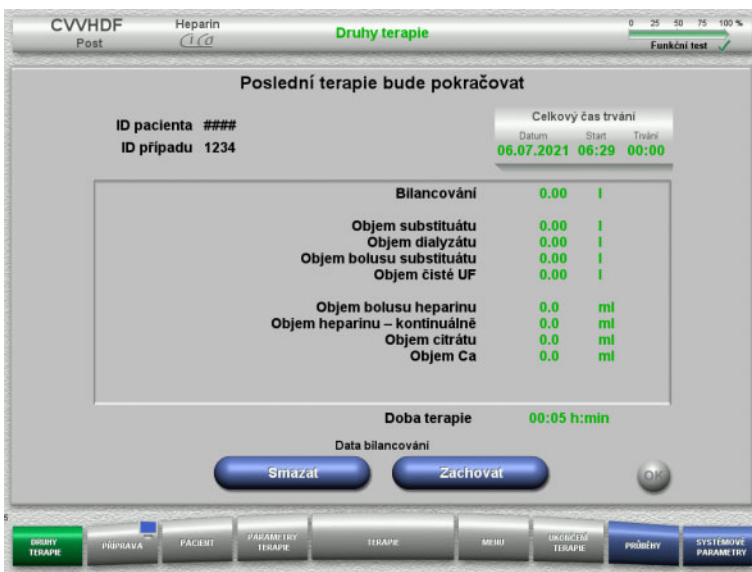 CVVHDF
Post
Heparin
Ci Ca
Druhy terapie
0 25 50 75 100 %
Funkční test
Poslední terapie bude pokračovat
ID pacienta ####
ID případu 1234
Celkový čas trvání
Datum Start Trvání
06.07.2021 06:29 00:00
Bilancování 0.00 l
Objem substituátu 0.00 l
Objem dialyzátu 0.00 l
Objem bolusu substituátu 0.00 l
Objem čisté UF 0.00 l
Objem bolusu heparinu 0.0 ml
Objem heparinu – kontinuálně 0.0 ml
Objem citrátu 0.0 ml
Objem Ca 0.0 ml
Doba terapie 00:05 h:min
Data bilancování
Smazat Zachovat OK
5
DRUHY TERAPIE
PŘÍPRAVA
PACIENT
PARAMETRY TERAPIE
TERAPIE
MENU
UKONČENÍ TERAPIE
PRŮBĚHY
SYSTÉMOVÉ PARAMETRY